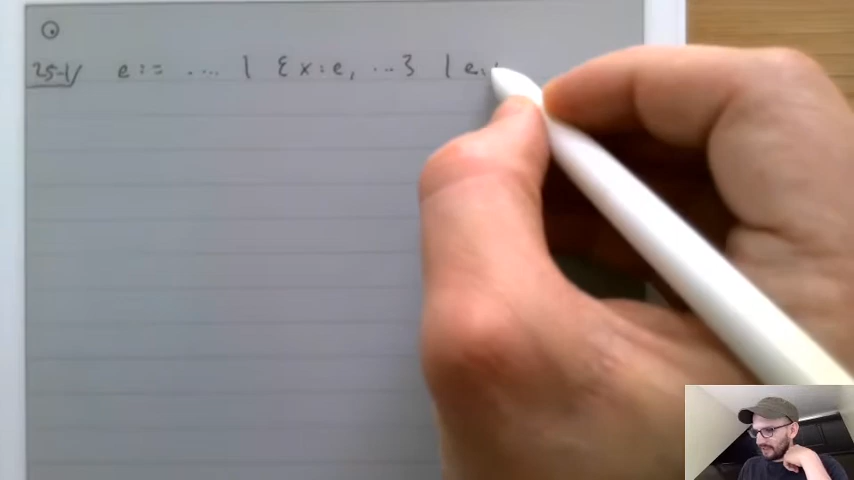 25-1/ e := .... | {x:e, ...} | e.